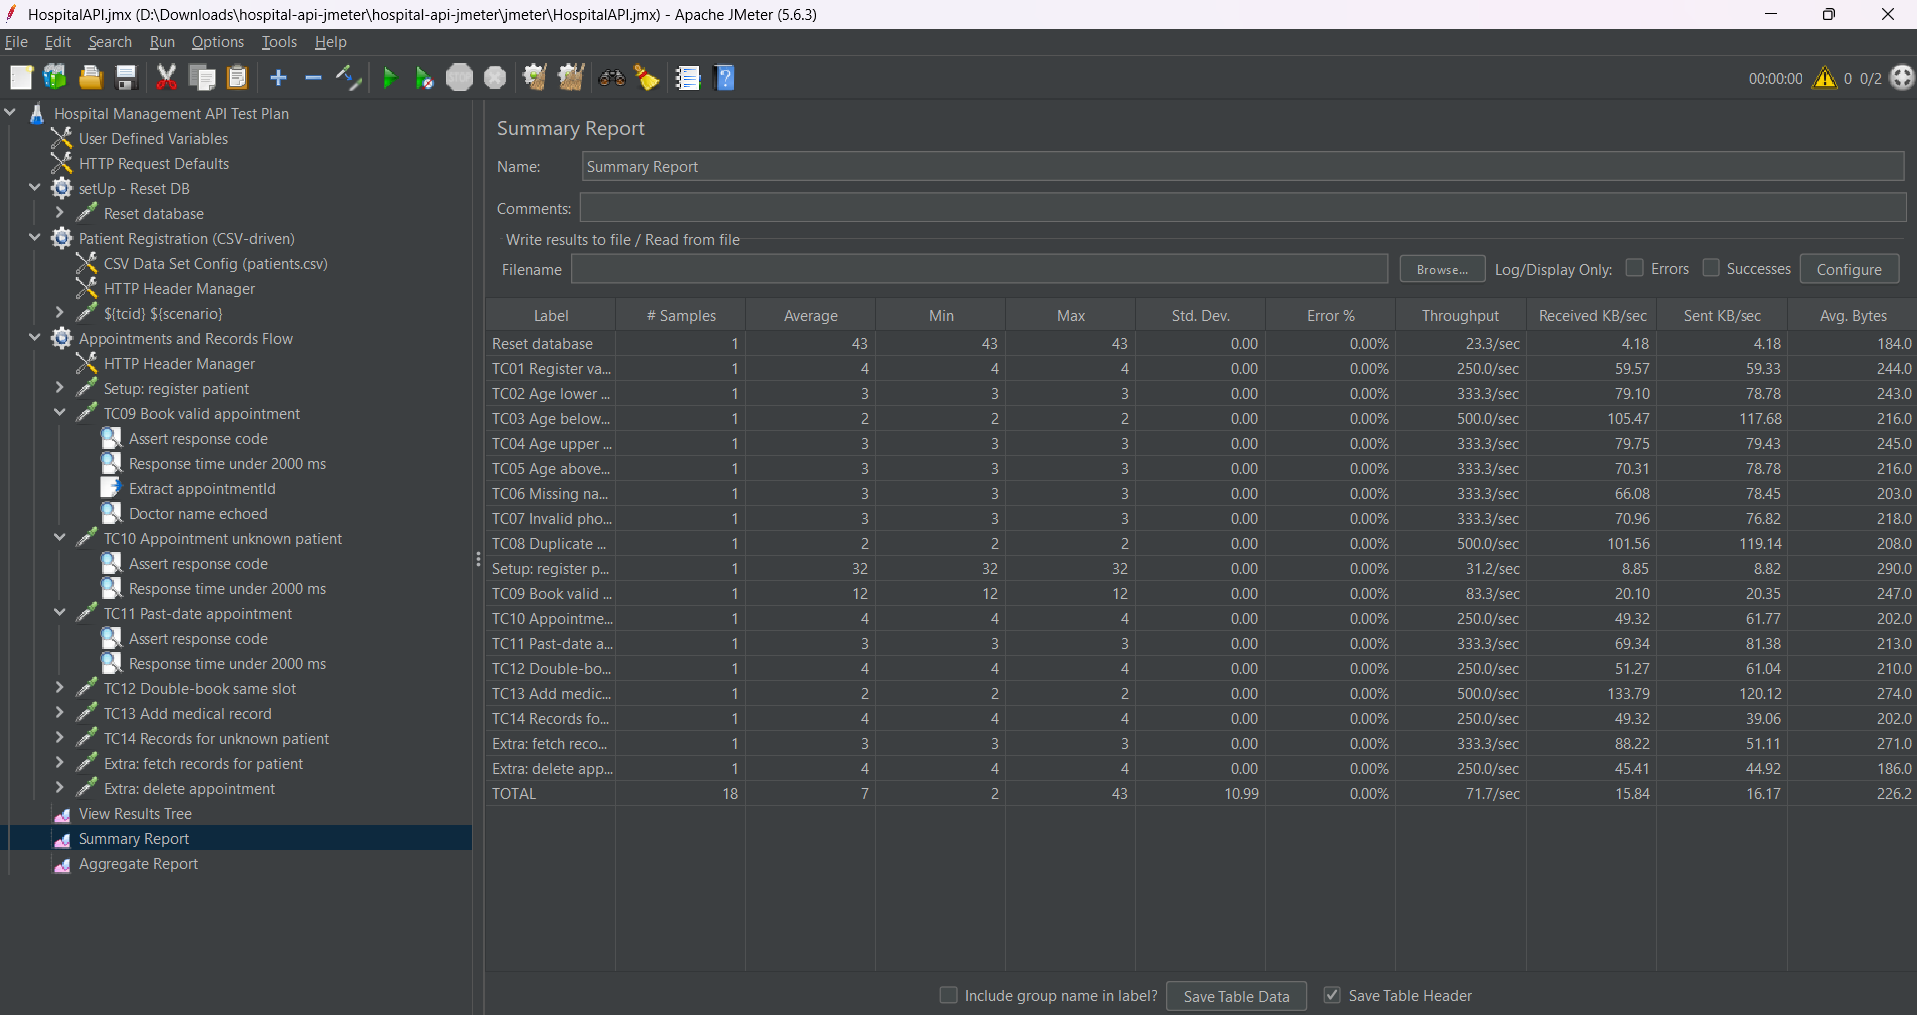 HospitalAPI.jmx (D:\Downloads\hospital-api-jmeter\hospital-api-jmeter\jmeter\HospitalAPI.jmx) - Apache JMeter (5.6.3)
File Edit Search Run Options Tools Help
STOP 00:00:00 0 0/2
Hospital Management API Test Plan
User Defined Variables
HTTP Request Defaults
setUp - Reset DB
Reset database
Patient Registration (CSV-driven)
CSV Data Set Config (patients.csv)
HTTP Header Manager
${tcid} ${scenario}
Appointments and Records Flow
HTTP Header Manager
Setup: register patient
TC09 Book valid appointment
Assert response code
Response time under 2000 ms
Extract appointmentId
Doctor name echoed
TC10 Appointment unknown patient
Assert response code
Response time under 2000 ms
TC11 Past-date appointment
Assert response code
Response time under 2000 ms
TC12 Double-book same slot
TC13 Add medical record
TC14 Records for unknown patient
Extra: fetch records for patient
Extra: delete appointment
View Results Tree
Summary Report
Aggregate Report
Summary Report
Name: Summary Report
Comments:
Write results to file / Read from file
Filename Browse... Log/Display Only: Errors Successes Configure
Label # Samples Average Min Max Std. Dev. Error % Throughput Received KB/sec Sent KB/sec Avg. Bytes
Reset database 1 43 43 43 0.00 0.00% 23.3/sec 4.18 4.18 184.0
TC01 Register va... 1 4 4 4 0.00 0.00% 250.0/sec 59.57 59.33 244.0
TC02 Age lower ... 1 3 3 3 0.00 0.00% 333.3/sec 79.10 78.78 243.0
TC03 Age below... 1 2 2 2 0.00 0.00% 500.0/sec 105.47 117.68 216.0
TC04 Age upper ... 1 3 3 3 0.00 0.00% 333.3/sec 79.75 79.43 245.0
TC05 Age above... 1 3 3 3 0.00 0.00% 333.3/sec 70.31 78.78 216.0
TC06 Missing na... 1 3 3 3 0.00 0.00% 333.3/sec 66.08 78.45 203.0
TC07 Invalid pho... 1 3 3 3 0.00 0.00% 333.3/sec 70.96 76.82 218.0
TC08 Duplicate ... 1 2 2 2 0.00 0.00% 500.0/sec 101.56 119.14 208.0
Setup: register p... 1 32 32 32 0.00 0.00% 31.2/sec 8.85 8.82 290.0
TC09 Book valid ... 1 12 12 12 0.00 0.00% 83.3/sec 20.10 20.35 247.0
TC10 Appointme... 1 4 4 4 0.00 0.00% 250.0/sec 49.32 61.77 202.0
TC11 Past-date a... 1 3 3 3 0.00 0.00% 333.3/sec 69.34 81.38 213.0
TC12 Double-bo... 1 4 4 4 0.00 0.00% 250.0/sec 51.27 61.04 210.0
TC13 Add medic... 1 2 2 2 0.00 0.00% 500.0/sec 133.79 120.12 274.0
TC14 Records fo... 1 4 4 4 0.00 0.00% 250.0/sec 49.32 39.06 202.0
Extra: fetch reco... 1 3 3 3 0.00 0.00% 333.3/sec 88.22 51.11 271.0
Extra: delete app... 1 4 4 4 0.00 0.00% 250.0/sec 45.41 44.92 186.0
TOTAL 18 7 2 43 10.99 0.00% 71.7/sec 15.84 16.17 226.2
Include group name in label? Save Table Data Save Table Header